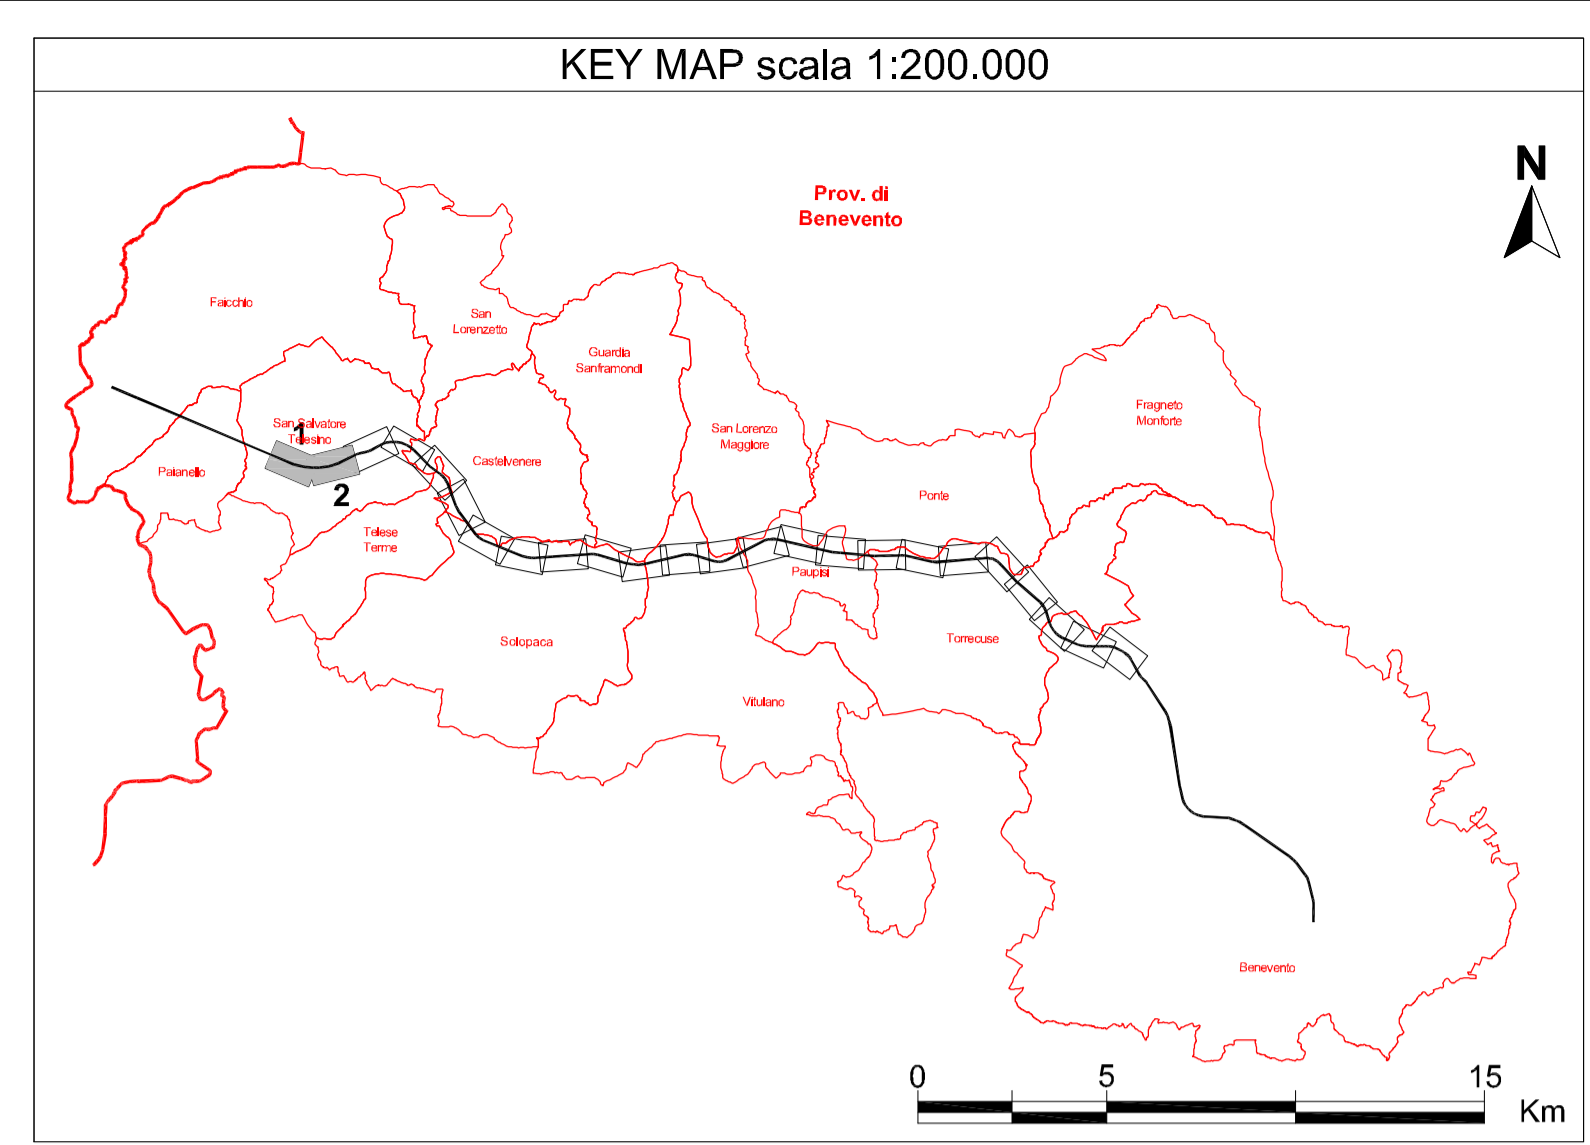 KEY MAP scala 1:200.000
N
Prov. di
Benevento
Faicchio
San
Lorenzetto
Guardia
Sanframondi
Fragneto
Monforte
San Salvatore
Telesino
1
San Lorenzo
Maggiore
Castelvenere
Paianello
2
Ponte
Telese
Terme
Paupisi
Solopaca
Torrecuse
Vitulano
Benevento
0
5
15
Km